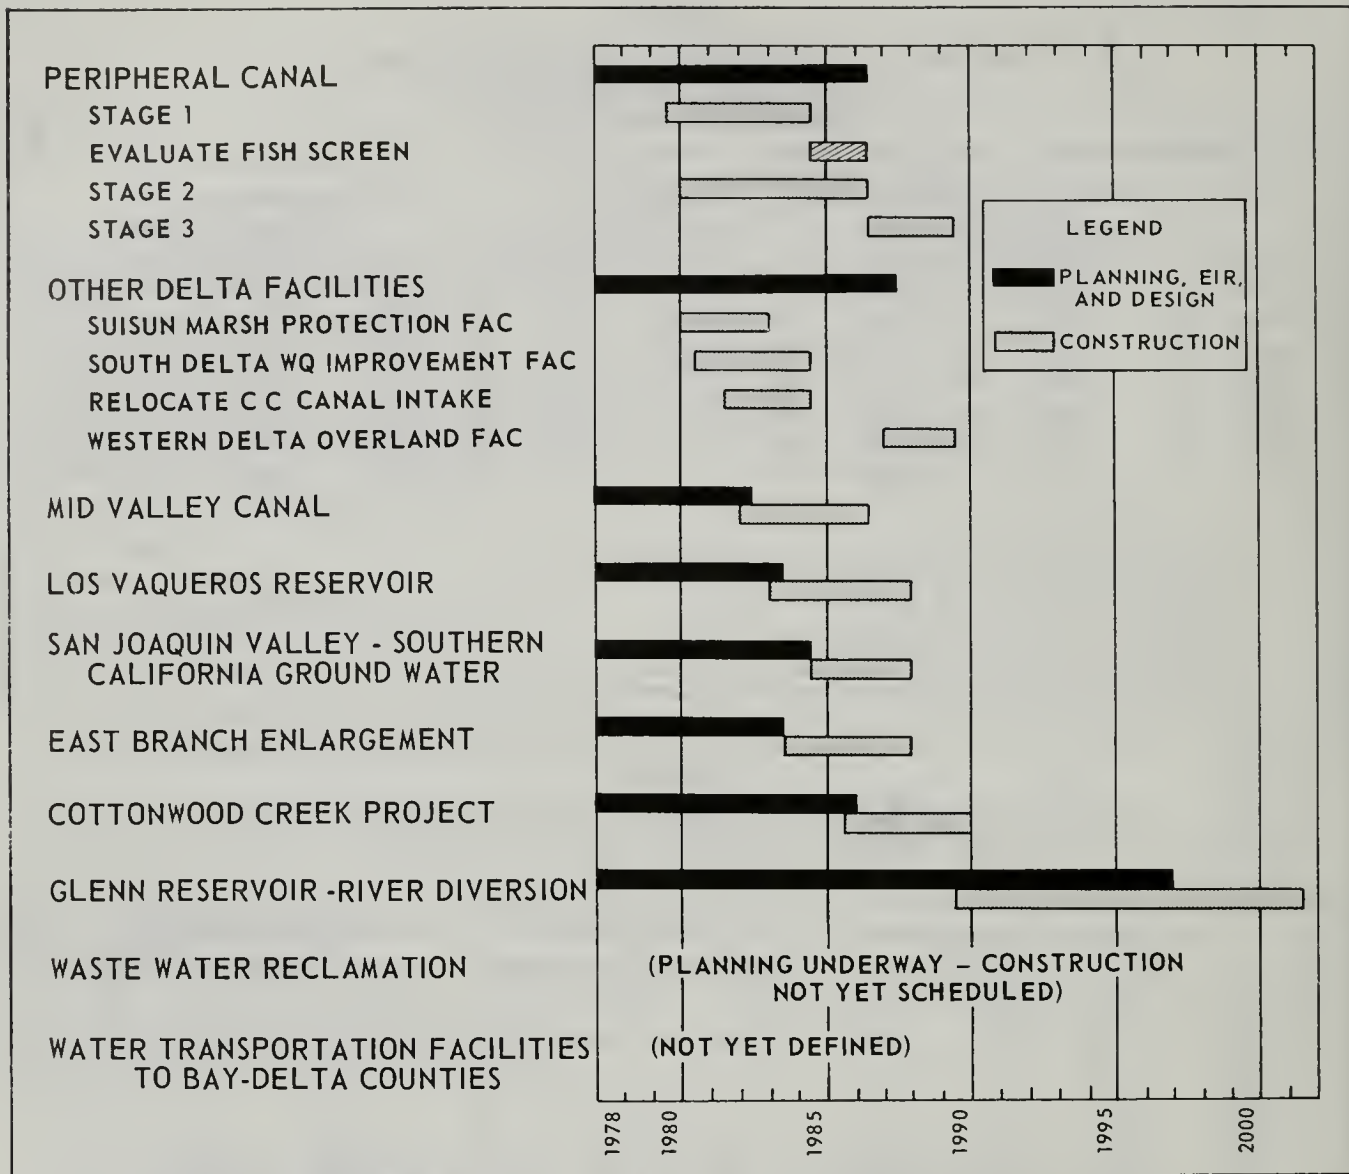 PERIPHERAL CANAL
STAGE 1
EVALUATE FISH SCREEN
STAGE 2
STAGE 3
OTHER DELTA FACILITIES
SUISUN MARSH PROTECTION FAC
SOUTH DELTA WQ IMPROVEMENT FAC
RELOCATE C C CANAL INTAKE
WESTERN DELTA OVERLAND FAC
MID VALLEY CANAL
LOS VAQUEROS RESERVOIR
SAN JOAQUIN VALLEY - SOUTHERN
CALIFORNIA GROUND WATER
EAST BRANCH ENLARGEMENT
COTTONWOOD CREEK PROJECT
GLENN RESERVOIR -RIVER DIVERSION
WASTE WATER RECLAMATION
(PLANNING UNDERWAY – CONSTRUCTION
NOT YET SCHEDULED)
WATER TRANSPORTATION FACILITIES
TO BAY-DELTA COUNTIES
(NOT YET DEFINED)
LEGEND
PLANNING, EIR,
AND DESIGN
CONSTRUCTION
1978
1980
1985
1990
1995
2000